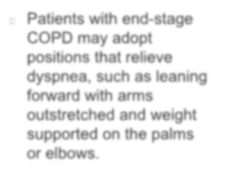 Patients with end-stage
COPD may adopt
positions that relieve
dyspnea, such as leaning
forward with arms
outstretched and weight
supported on the palms
or elbows.